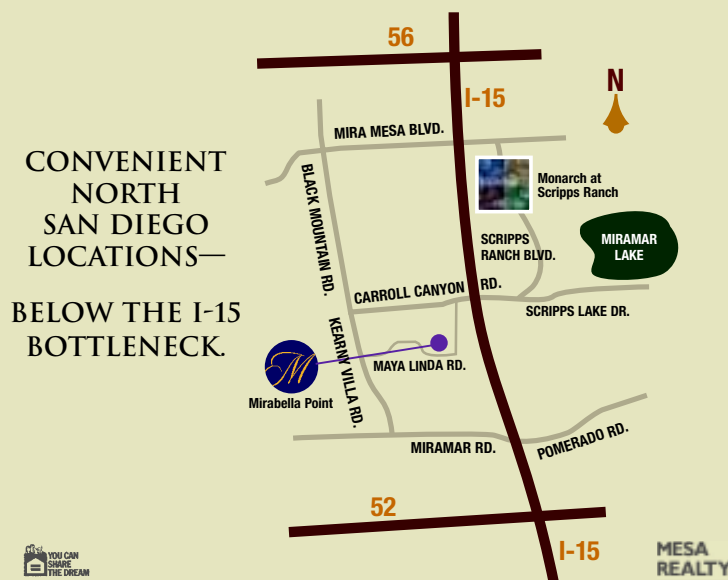 CONVENIENT
NORTH
SAN DIEGO
LOCATIONS—
BELOW THE I-15
BOTTLENECK.
56
I-15
N
MIRA MESA BLVD.
BLACK MOUNTAIN RD.
Monarch at
Scripps Ranch
SCRIPPS
RANCH BLVD.
MIRAMAR
LAKE
CARROLL CANYON RD.
SCRIPPS LAKE DR.
KEARNY VILLA RD.
M
MAYA LINDA RD.
Mirabella Point
MIRAMAR RD.
POMERADO RD.
52
I-15
YOU CAN
SHARE
THE DREAM
MESA
REALTY